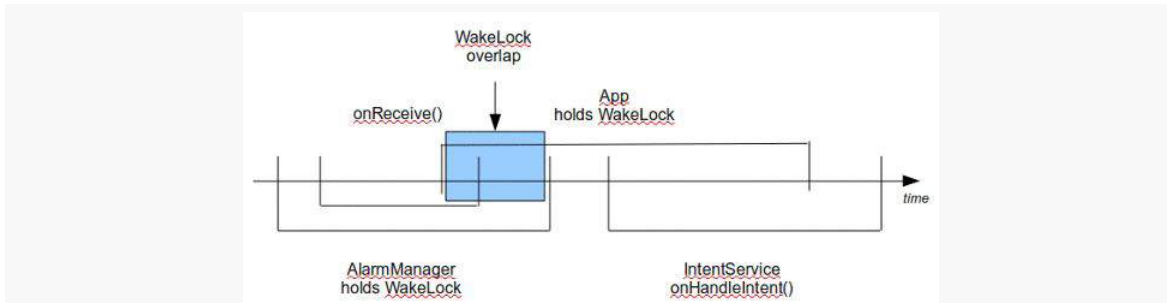 WakeLock
overlap
onReceive()
App
holds WakeLock
time
AlarmManager
holds WakeLock
IntentService
onHandleIntent()